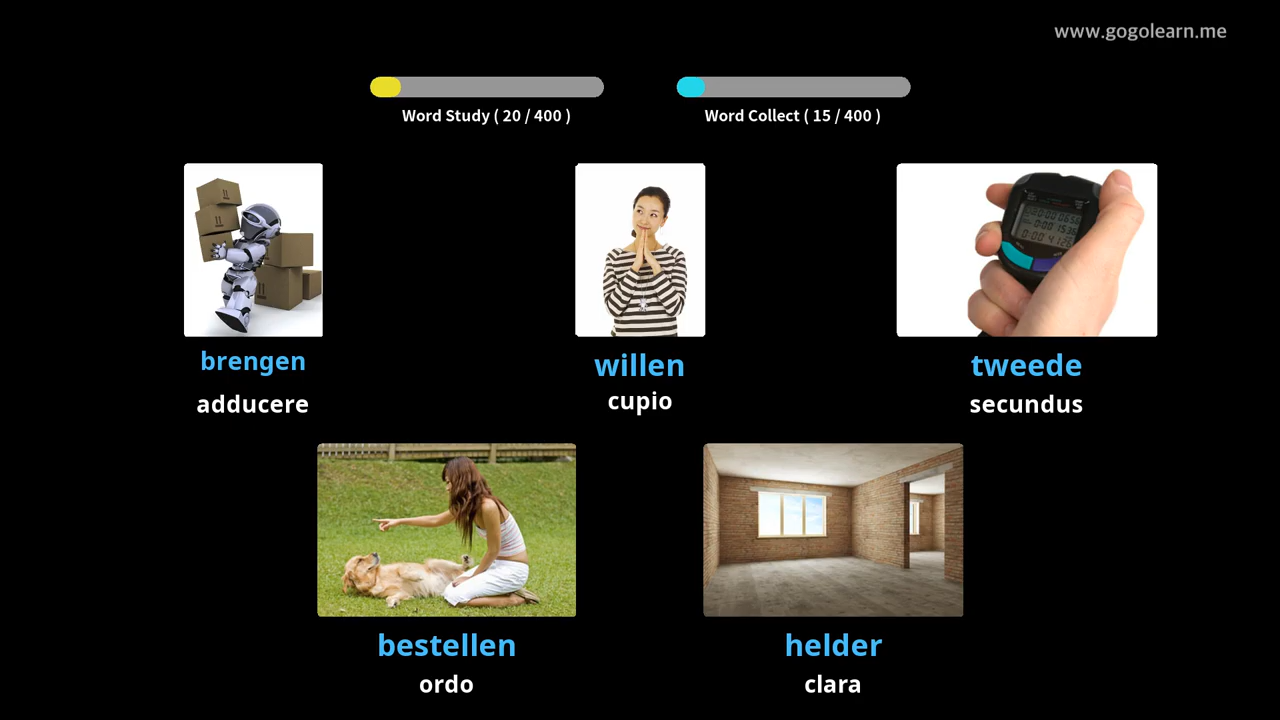 www.gogolearn.me
Word Study ( 20 / 400 )
Word Collect ( 15 / 400 )
brengen
adducere
willen
cupio
tweede
secundus
bestellen
ordo
helder
clara